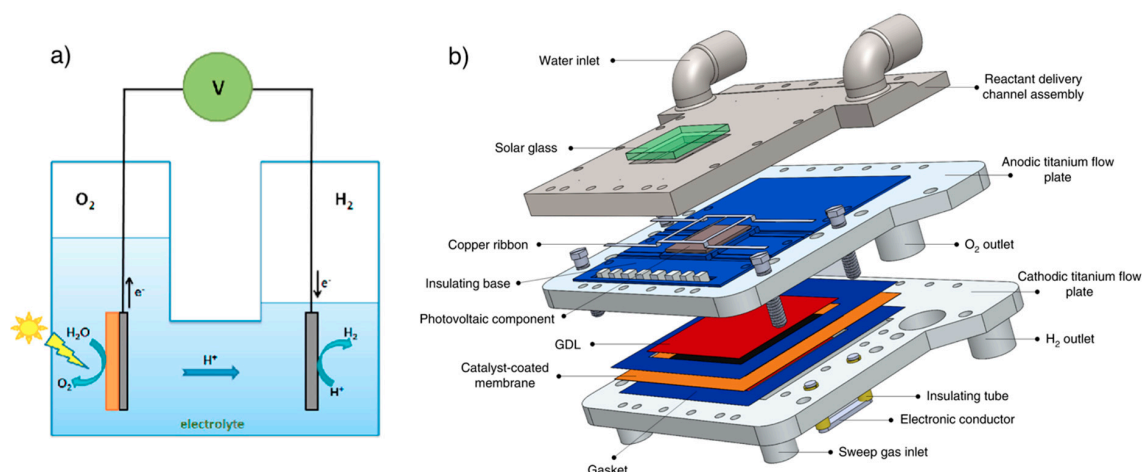 a)
V
O2
H2
e-
e-
H2O
O2
H+
H2
H+
electrolyte
b)
Water inlet
Reactant delivery
channel assembly
Solar glass
Anodic titanium flow
plate
Copper ribbon
O2 outlet
Insulating base
Cathodic titanium flow
plate
Photovoltaic component
GDL
H2 outlet
Catalyst-coated
membrane
Insulating tube
Electronic conductor
Gasket
Sweep gas inlet